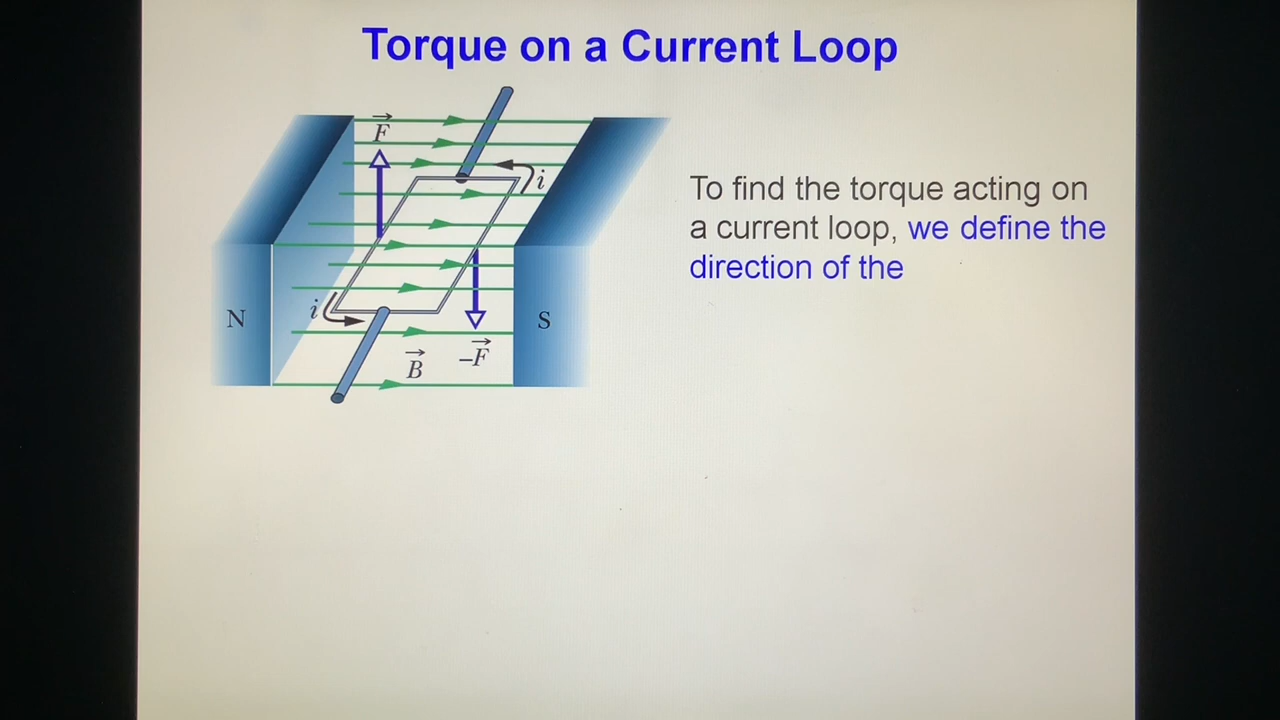 Torque on a Current Loop
F
i
To find the torque acting on
a current loop, we define the
direction of the
i
N
S
B
–F